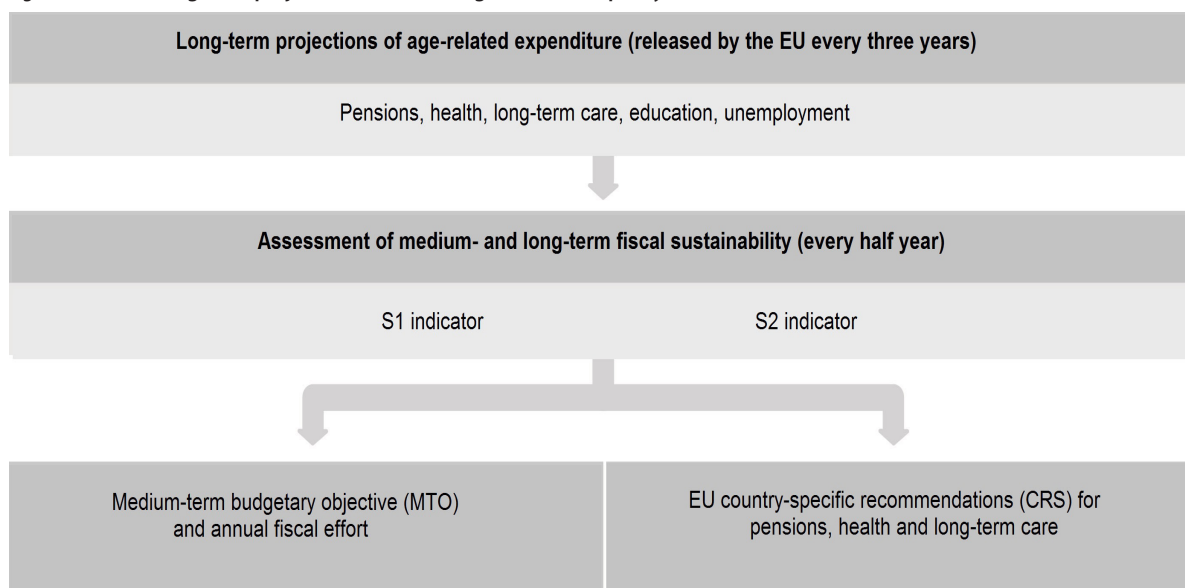 Long-term projections of age-related expenditure (released by the EU every three years)
Pensions, health, long-term care, education, unemployment
Assessment of medium- and long-term fiscal sustainability (every half year)
S1 indicator
S2 indicator
Medium-term budgetary objective (MTO)
and annual fiscal effort
EU country-specific recommendations (CRS) for
pensions, health and long-term care